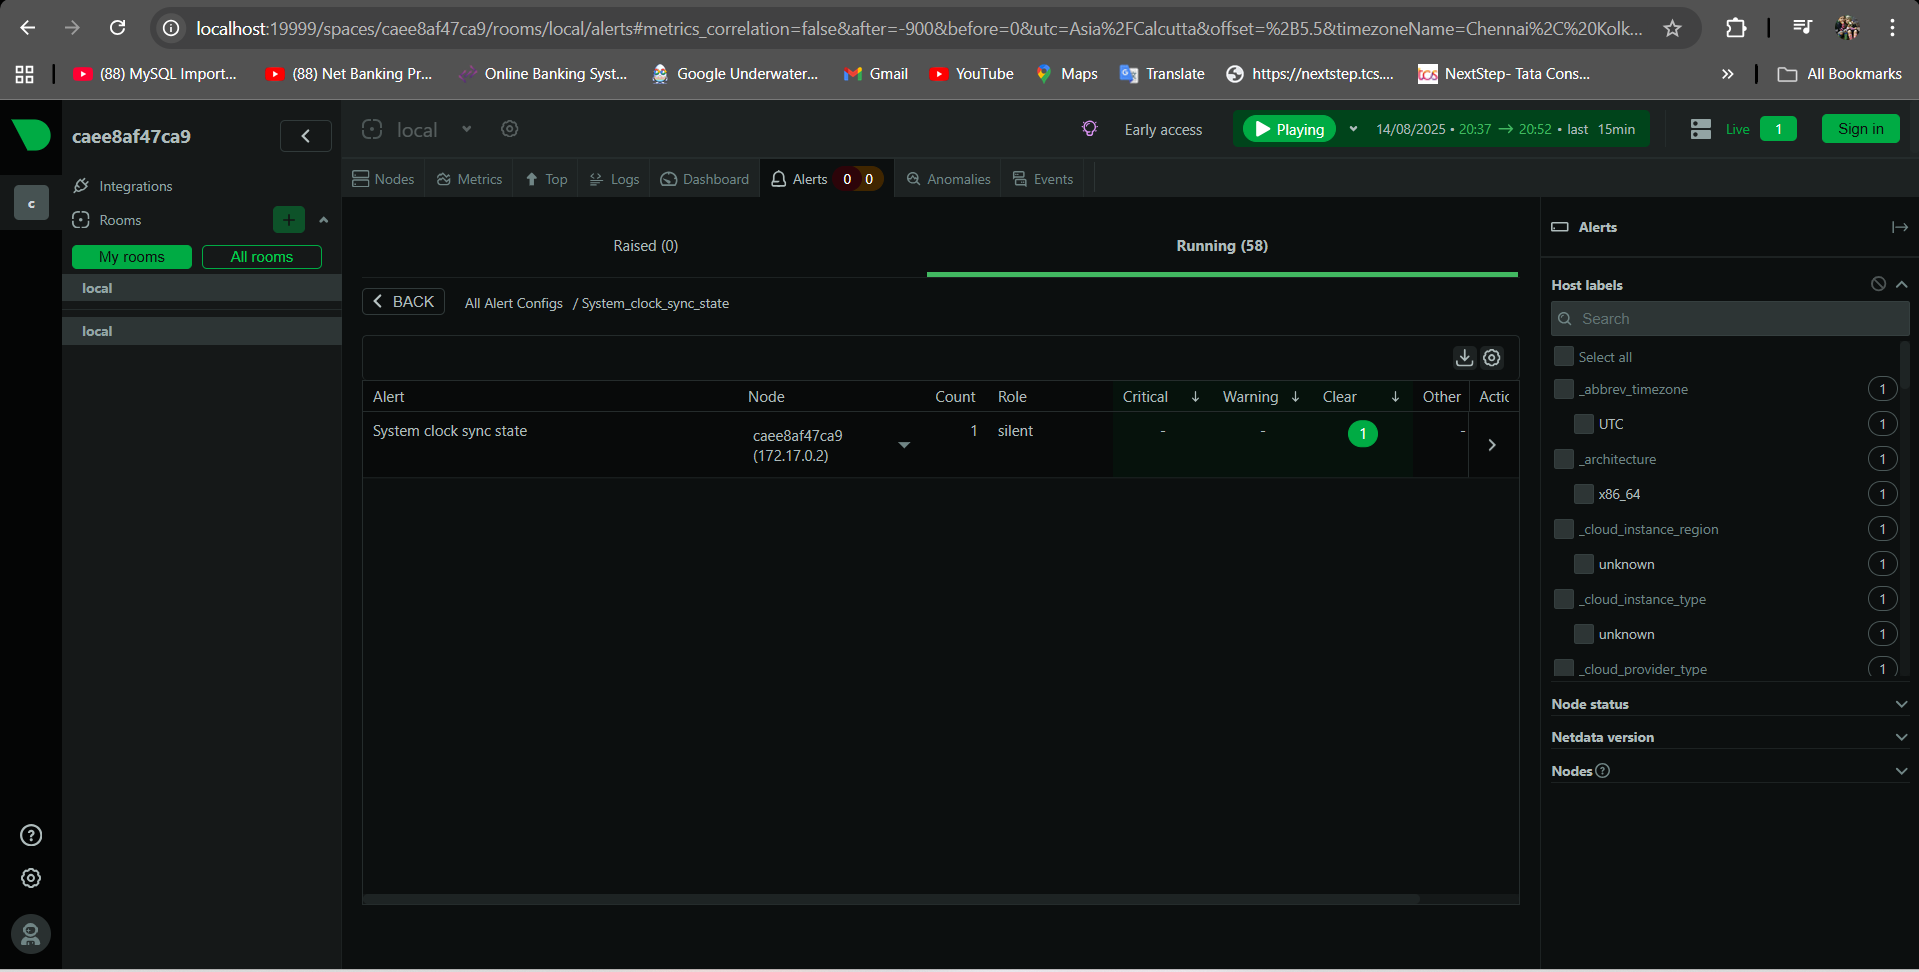 localhost:19999/spaces/caee8af47ca9/rooms/local/alerts#metrics_correlation=false&after=-900&before=0&utc=Asia%2FCalcutta&offset=%2B5.5&timezoneName=Chennai%2C%20Kolk...
(88) MySQL Import... (88) Net Banking Pr... Online Banking Syst... Google Underwater... Gmail YouTube Maps Translate https://nextstep.tcs.... tcs NextStep- Tata Cons... » All Bookmarks
caee8af47ca9
c
Integrations
Rooms
My rooms All rooms
local
local
local Early access Playing 14/08/2025 • 20:37 → 20:52 • last 15min Live 1 Sign in
Nodes Metrics Top Logs Dashboard Alerts 0 0 Anomalies Events
Raised (0) Running (58)
BACK All Alert Configs / System_clock_sync_state
Alert Node Count Role Critical ↓ Warning ↓ Clear ↓ Other Actic
System clock sync state caee8af47ca9 1 silent - - 1 -
(172.17.0.2)
Alerts
Host labels
Search
Select all
_abbrev_timezone 1
UTC 1
_architecture 1
x86_64 1
_cloud_instance_region 1
unknown 1
_cloud_instance_type 1
unknown 1
_cloud_provider_type 1
Node status
Netdata version
Nodes